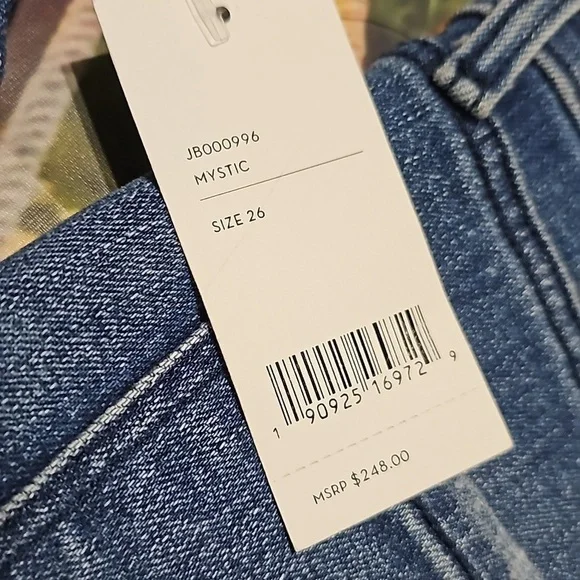 JB000996
MYSTIC
SIZE 26
1 90925 16972 9
MSRP $248.00